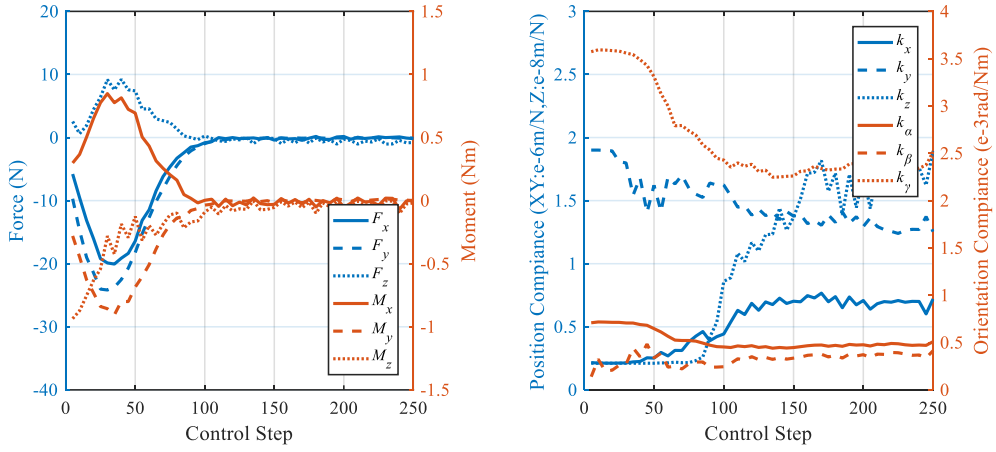 20
10
0
-10
-20
-30
-40
Force (N)
1.5
1
0.5
0
-0.5
-1
-1.5
Moment (Nm)
0
50
100
150
200
250
Control Step
F_x
F_y
F_z
M_x
M_y
M_z
3
2.5
2
1.5
1
0.5
0
Position Compiance (XY:e-6m/N,Z:e-8m/N)
4
3.5
3
2.5
2
1.5
1
0.5
0
Orientation Compiance (e-3rad/Nm)
0
50
100
150
200
250
Control Step
k_x
k_y
k_z
k_α
k_β
k_γ